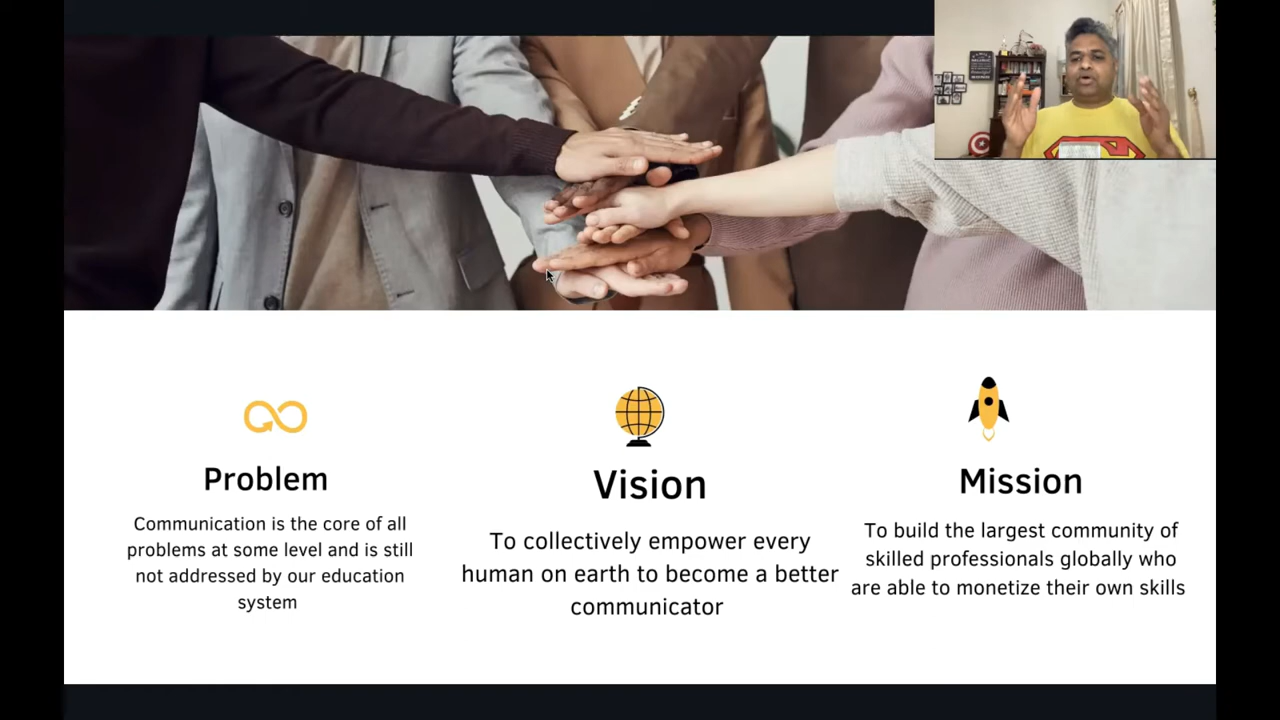 Problem
Communication is the core of all
problems at some level and is still
not addressed by our education
system
Vision
To collectively empower every
human on earth to become a better
communicator
Mission
To build the largest community of
skilled professionals globally who
are able to monetize their own skills